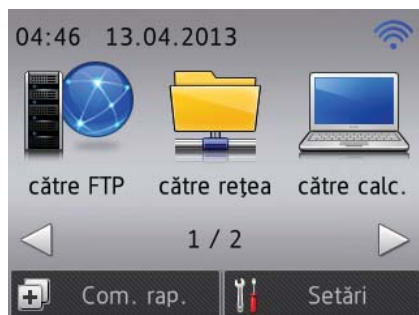 04:46 13.04.2013
către FTP către rețea către calc.
1 / 2
Com. rap. Setări